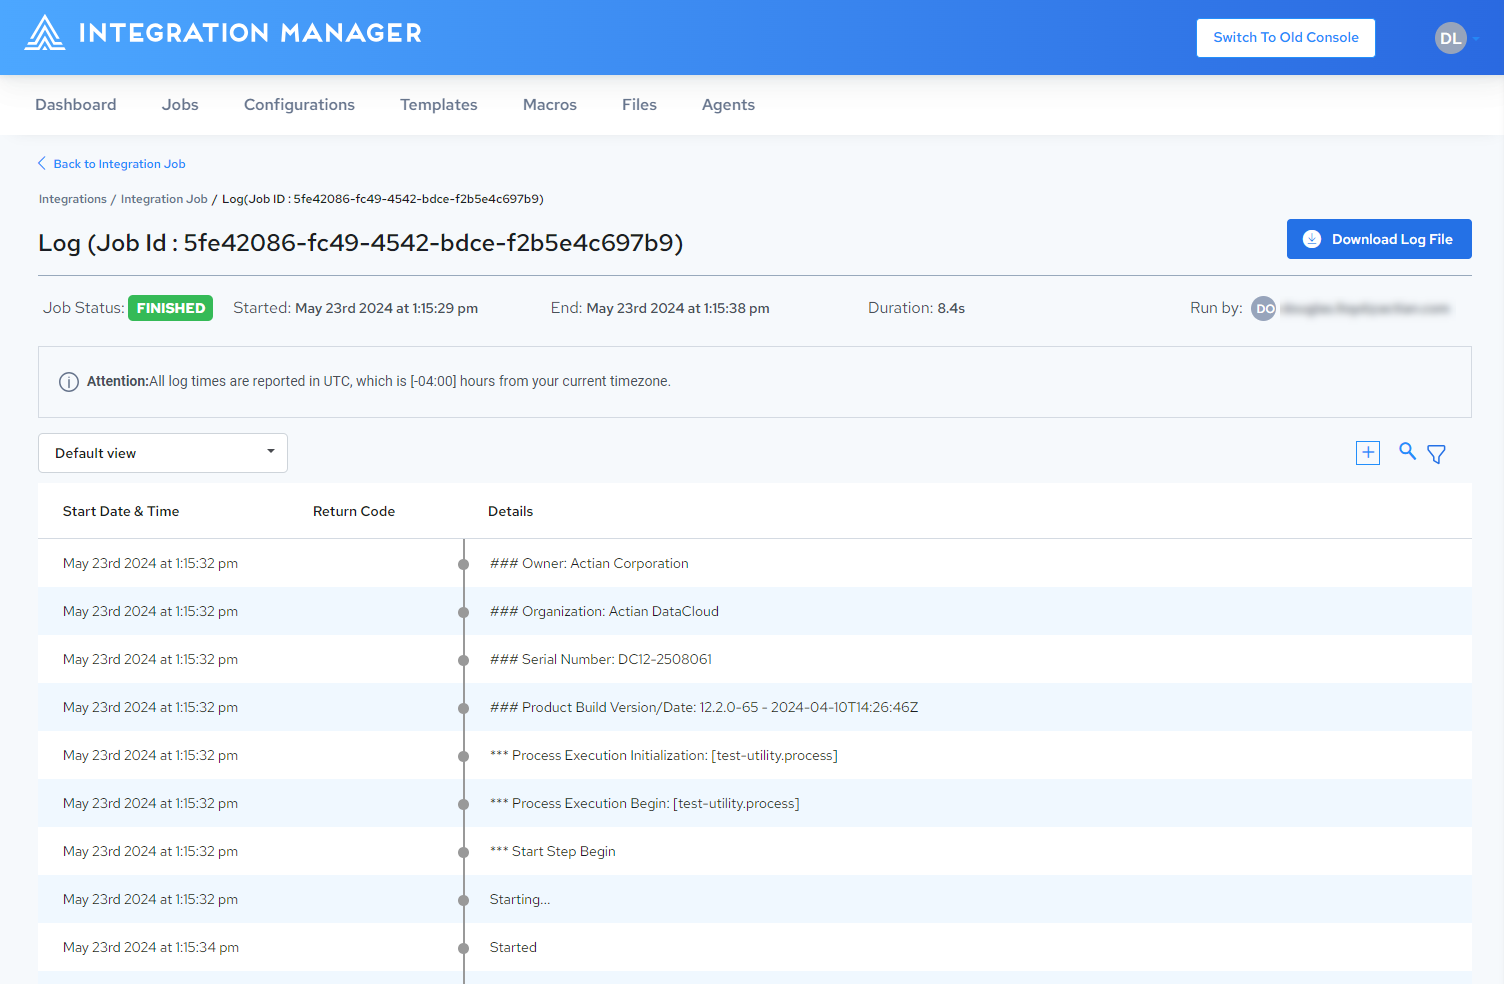 INTEGRATION MANAGER
Switch To Old Console
DL
Dashboard Jobs Configurations Templates Macros Files Agents
Back to Integration Job
Integrations / Integration Job / Log(Job ID : 5fe42086-fc49-4542-bdce-f2b5e4c697b9)
Log (Job Id : 5fe42086-fc49-4542-bdce-f2b5e4c697b9)
Download Log File
Job Status: FINISHED Started: May 23rd 2024 at 1:15:29 pm End: May 23rd 2024 at 1:15:38 pm Duration: 8.4s Run by: DO
Attention:All log times are reported in UTC, which is [-04:00] hours from your current timezone.
Default view
Start Date & Time Return Code Details
May 23rd 2024 at 1:15:32 pm ### Owner: Actian Corporation
May 23rd 2024 at 1:15:32 pm ### Organization: Actian DataCloud
May 23rd 2024 at 1:15:32 pm ### Serial Number: DC12-2508061
May 23rd 2024 at 1:15:32 pm ### Product Build Version/Date: 12.2.0-65 - 2024-04-10T14:26:46Z
May 23rd 2024 at 1:15:32 pm *** Process Execution Initialization: [test-utility.process]
May 23rd 2024 at 1:15:32 pm *** Process Execution Begin: [test-utility.process]
May 23rd 2024 at 1:15:32 pm *** Start Step Begin
May 23rd 2024 at 1:15:32 pm Starting...
May 23rd 2024 at 1:15:34 pm Started